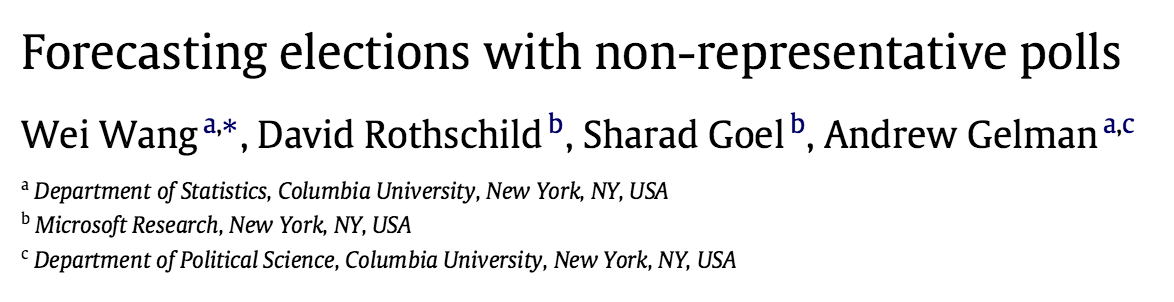 Forecasting elections with non-representative polls
Wei Wang a,*, David Rothschild b, Sharad Goel b, Andrew Gelman a,c
a Department of Statistics, Columbia University, New York, NY, USA
b Microsoft Research, New York, NY, USA
c Department of Political Science, Columbia University, New York, NY, USA